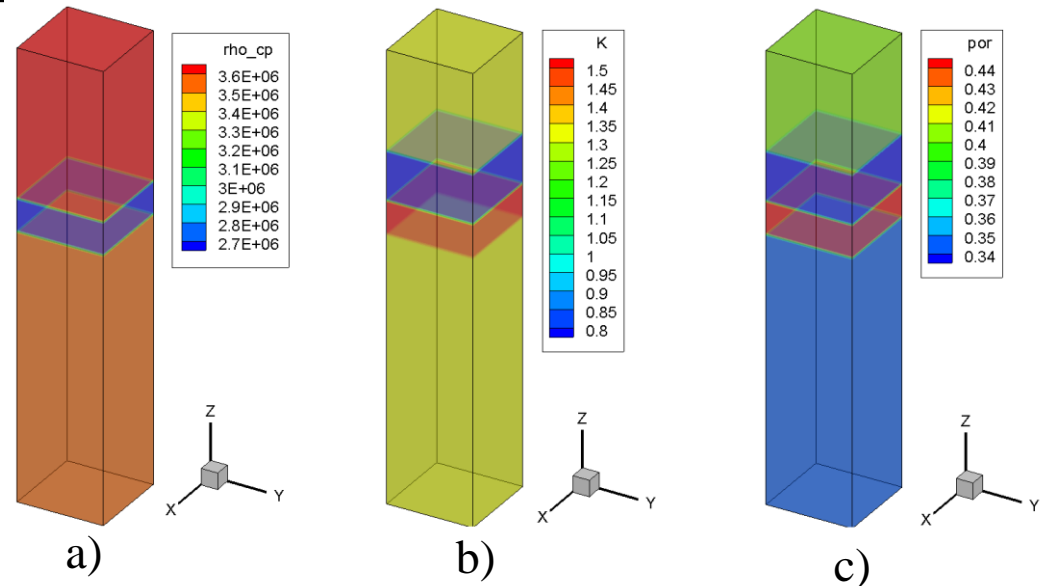 rho_cp
3.6E+06
3.5E+06
3.4E+06
3.3E+06
3.2E+06
3.1E+06
3E+06
2.9E+06
2.8E+06
2.7E+06
Z
X
Y
a)
K
1.5
1.45
1.4
1.35
1.3
1.25
1.2
1.15
1.1
1.05
1
0.95
0.9
0.85
0.8
Z
X
Y
b)
por
0.44
0.43
0.42
0.41
0.4
0.39
0.38
0.37
0.36
0.35
0.34
Z
X
Y
c)